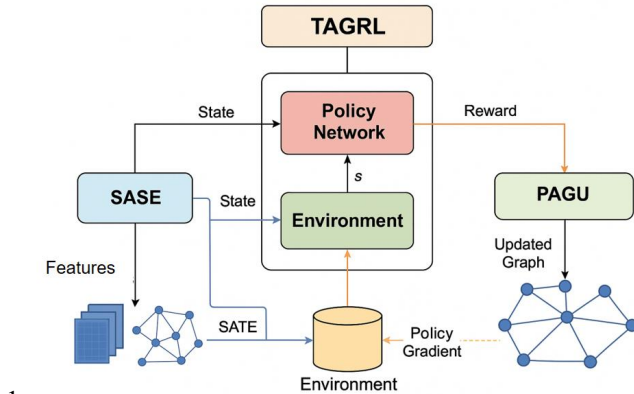 TAGRL
State
Policy
Network
Reward
s
SASE
State
Environment
PAGU
Features
Updated
Graph
SATE
Policy
Gradient
Environment